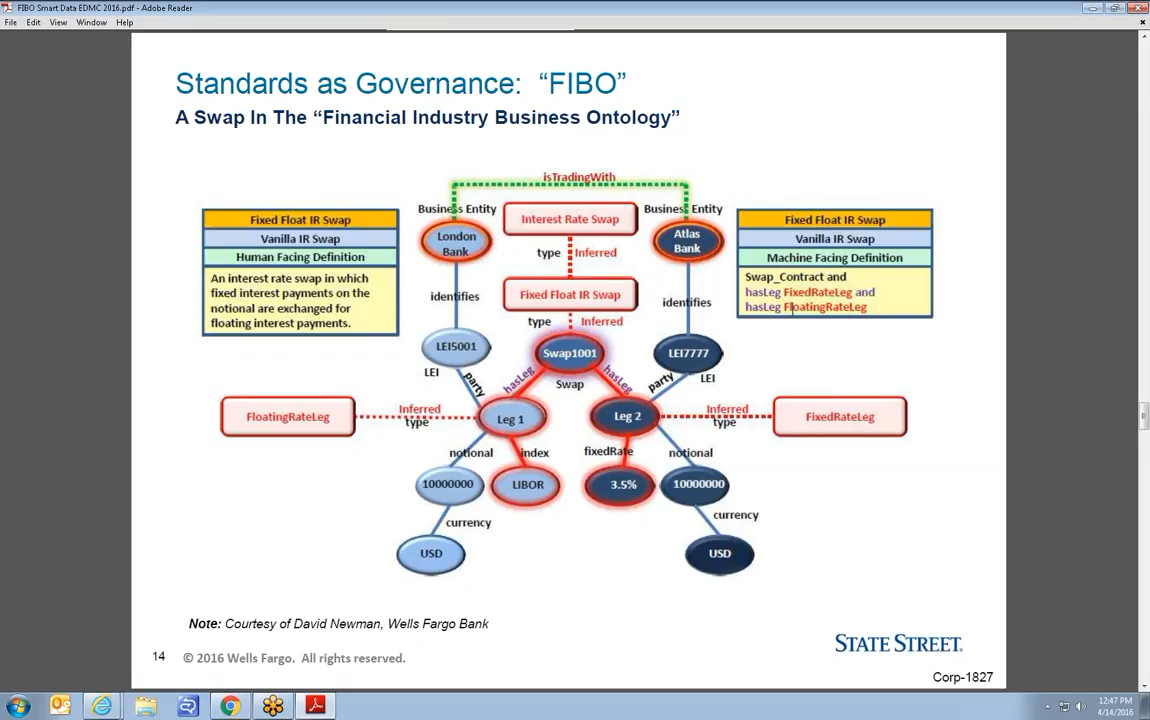 FIBO Smart Data EDMC 2016.pdf - Adobe Reader
File Edit View Window Help
Standards as Governance: “FIBO”
A Swap In The “Financial Industry Business Ontology”
isTradingWith
Business Entity
Business Entity
Interest Rate Swap
London
Bank
Atlas
Bank
type Inferred
Fixed Float IR Swap
Vanilla IR Swap
Human Facing Definition
An interest rate swap in which
fixed interest payments on the
notional are exchanged for
floating interest payments.
Fixed Float IR Swap
Vanilla IR Swap
Machine Facing Definition
Swap_Contract and
hasLeg FixedRateLeg and
hasLeg FloatingRateLeg
identifies
Fixed Float IR Swap
identifies
type Inferred
LEI5001
Swap1001
LEI7777
LEI
party
hasLeg
Swap
hasLeg
party
LEI
FloatingRateLeg
Inferred
type
Leg 1
Leg 2
Inferred
type
FixedRateLeg
notional
index
fixedRate
notional
10000000
LIBOR
3.5%
10000000
currency
currency
USD
USD
Note: Courtesy of David Newman, Wells Fargo Bank
STATE STREET.
14 © 2016 Wells Fargo. All rights reserved.
Corp-1827
12:47 PM
4/14/2016